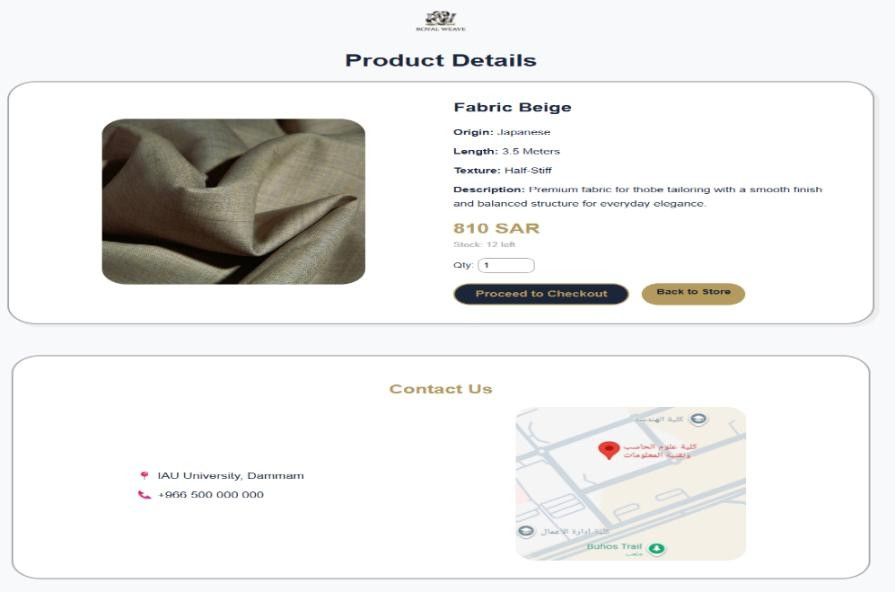 ROYAL WEAVE
Product Details
Fabric Beige
Origin: Japanese
Length: 3.5 Meters
Texture: Half-Stiff
Description: Premium fabric for thobe tailoring with a smooth finish
and balanced structure for everyday elegance.
810 SAR
Stock: 12 left
Qty: 1
Proceed to Checkout
Back to Store
Contact Us
IAU University, Dammam
+966 500 000 000
كلية الهندسة
كلية علوم الحاسب
وتقنية المعلومات
كلية إدارة الأعمال
Buhos Trail
ملعب